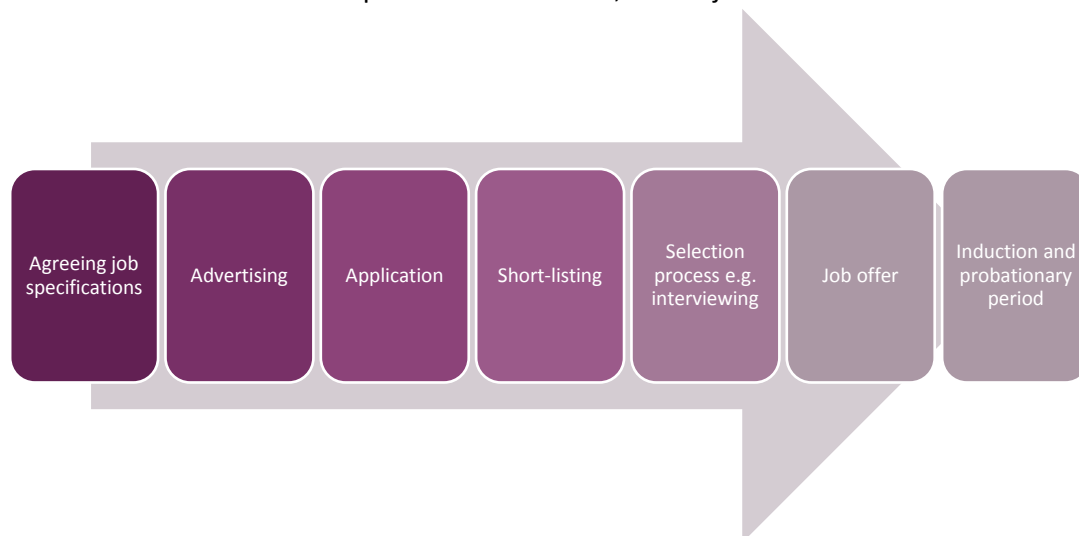 Agreeing job
specifications
Advertising
Application
Short-listing
Selection
process e.g.
interviewing
Job offer
Induction and
probationary
period